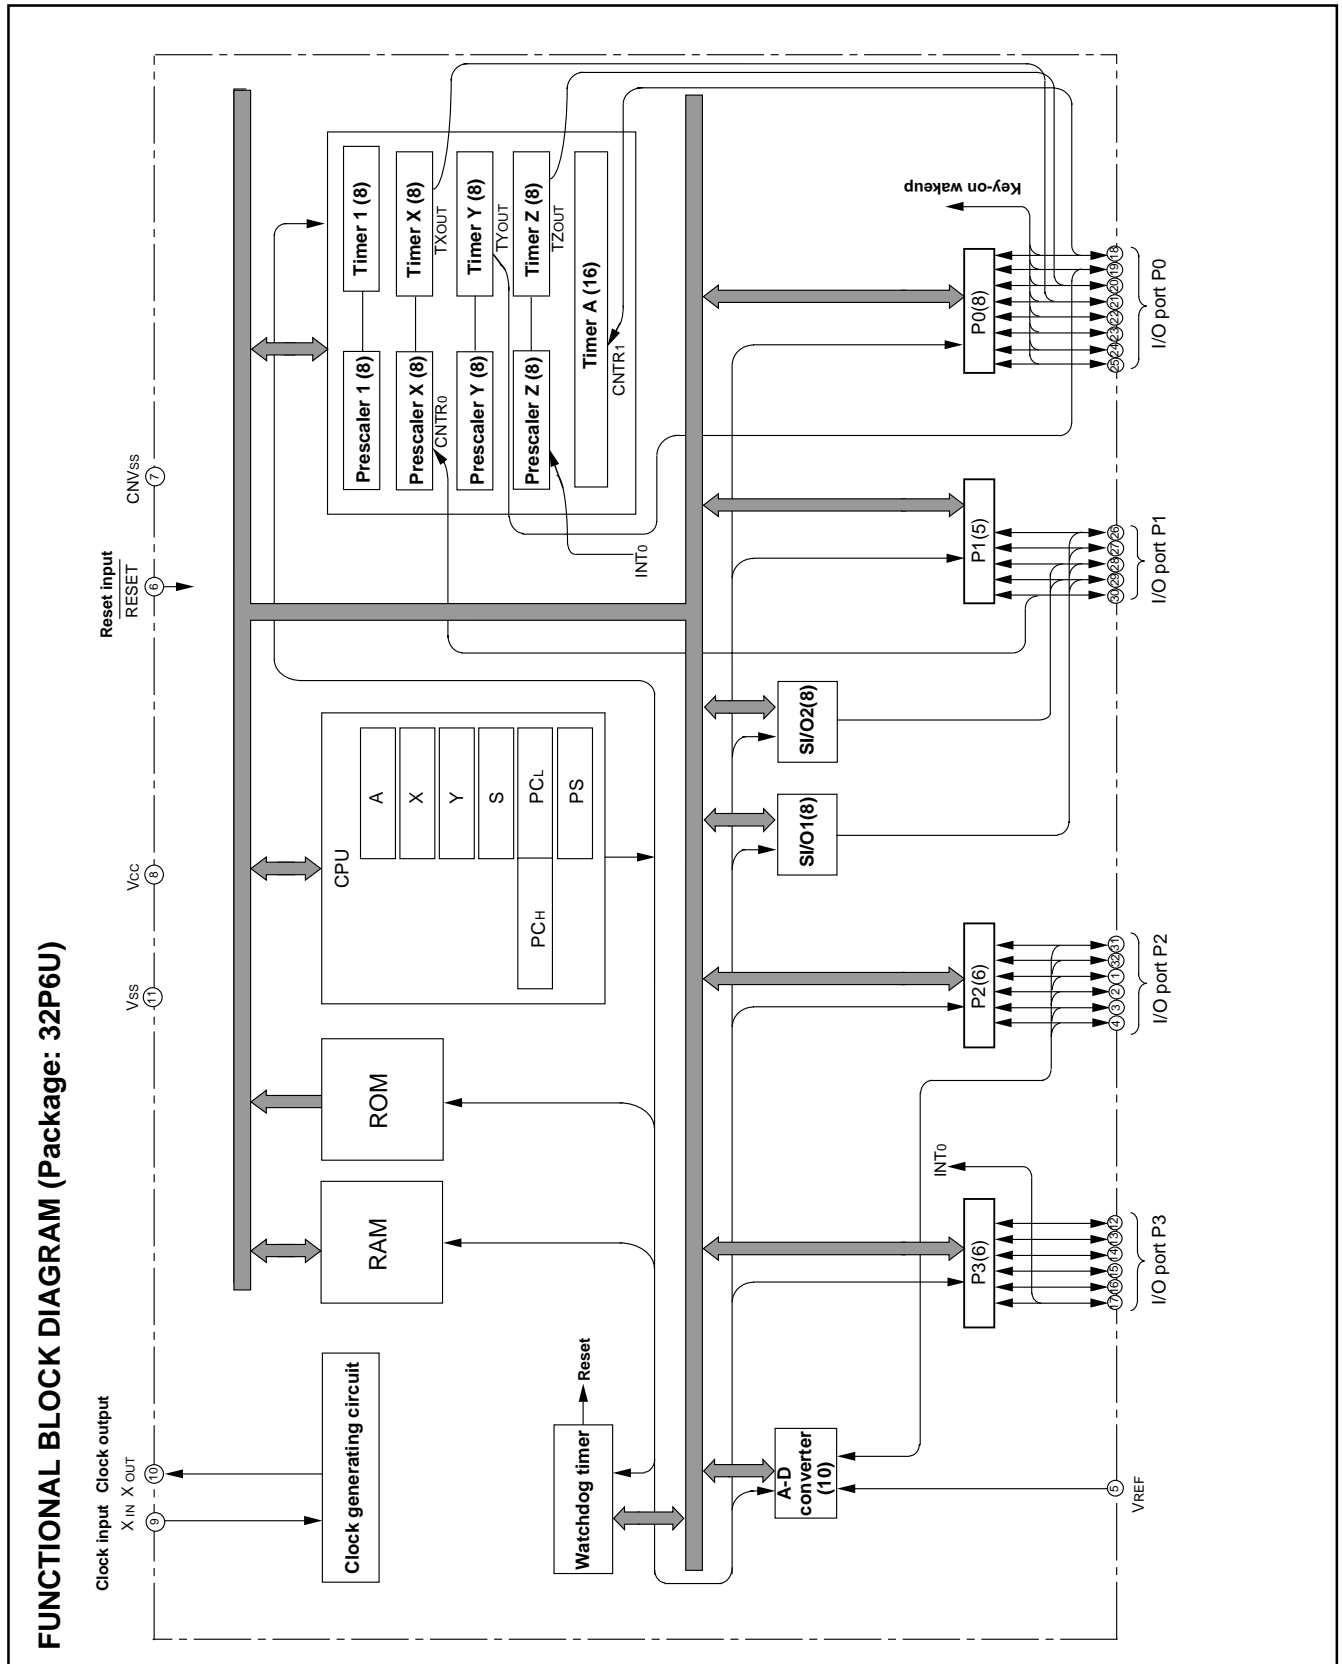 FUNCTIONAL BLOCK DIAGRAM (Package: 32P6U)
Clock input Clock output
X IN X OUT
9
10
VSS
11
VCC
8
Reset input
RESET
6
CNVSS
7
Clock generating circuit
RAM
ROM
CPU
A
X
Y
S
PCH
PCL
PS
Prescaler 1 (8)
Timer 1 (8)
Prescaler X (8)
Timer X (8)
CNTR0
TXOUT
Prescaler Y (8)
Timer Y (8)
TYOUT
Prescaler Z (8)
Timer Z (8)
TZOUT
Timer A (16)
CNTR1
INT0
Watchdog timer
Reset
A-D
converter
(10)
SI/O1(8)
SI/O2(8)
INT0
Key-on wakeup
P3(6)
P2(6)
P1(5)
P0(8)
5
VREF
17 16 15 14 13 12
I/O port P3
4 3 2 1 32 31
I/O port P2
30 29 28 27 26
I/O port P1
25 24 23 22 21 20 19 18
I/O port P0